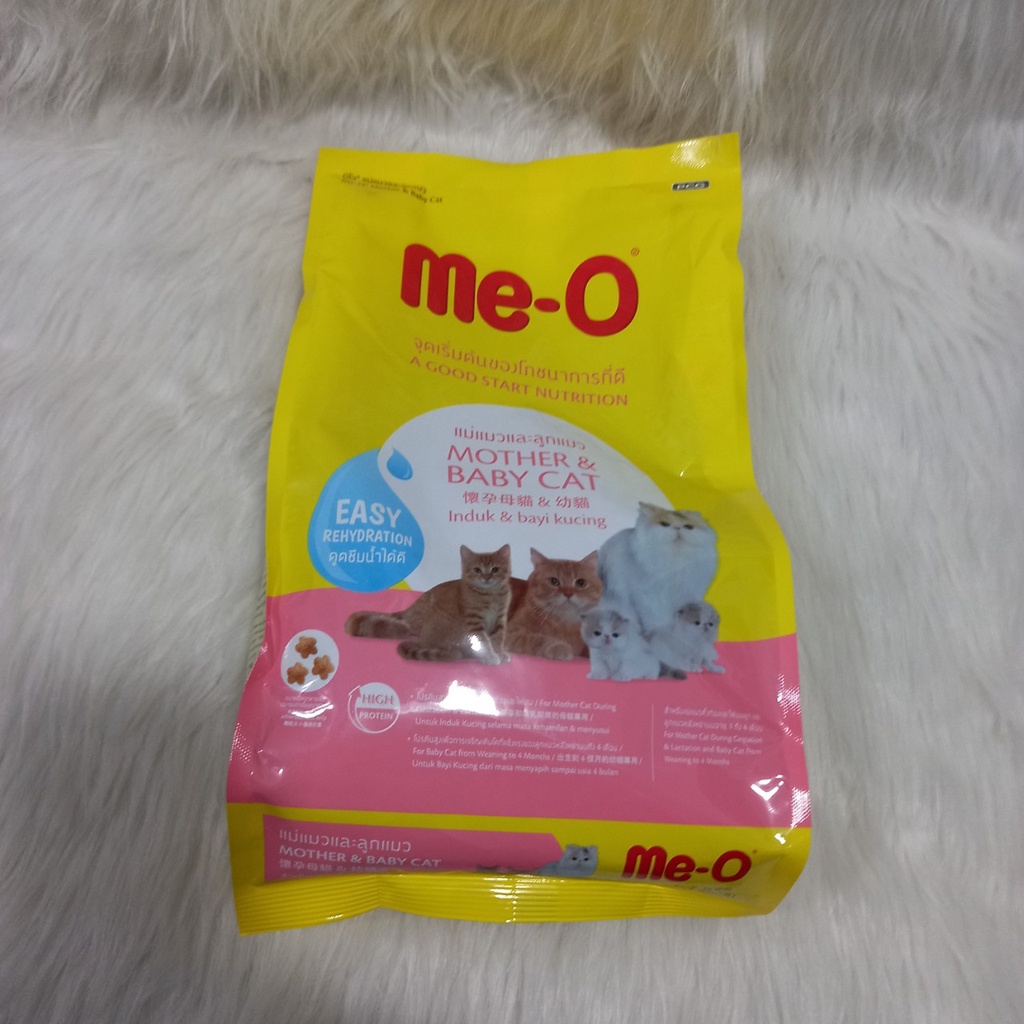 & Baby Cat
PCG
me-O®
จุดเริ่มต้นของโภชนาการที่ดี
A GOOD START NUTRITION
แม่แมวและลูกแมว
MOTHER &
BABY CAT
懷孕母貓 & 幼貓
Induk & bayi kucing
EASY
REHYDRATION
ดูดซึมน้ำได้ดี
HIGH
PROTEIN
/ For Mother Cat During
Untuk Induk Kucing selama masa kehamilan & menyusui
For Baby Cat from Weaning to 4 Months /
Untuk Bayi Kucing dari masa menyapih sampai usia 4 bulan
For Mother Cat During Gestation
& Lactation and Baby Cat From
Weaning to 4 Months
แม่แมวและลูกแมว
MOTHER & BABY CAT
懷孕母貓 &
me-O®